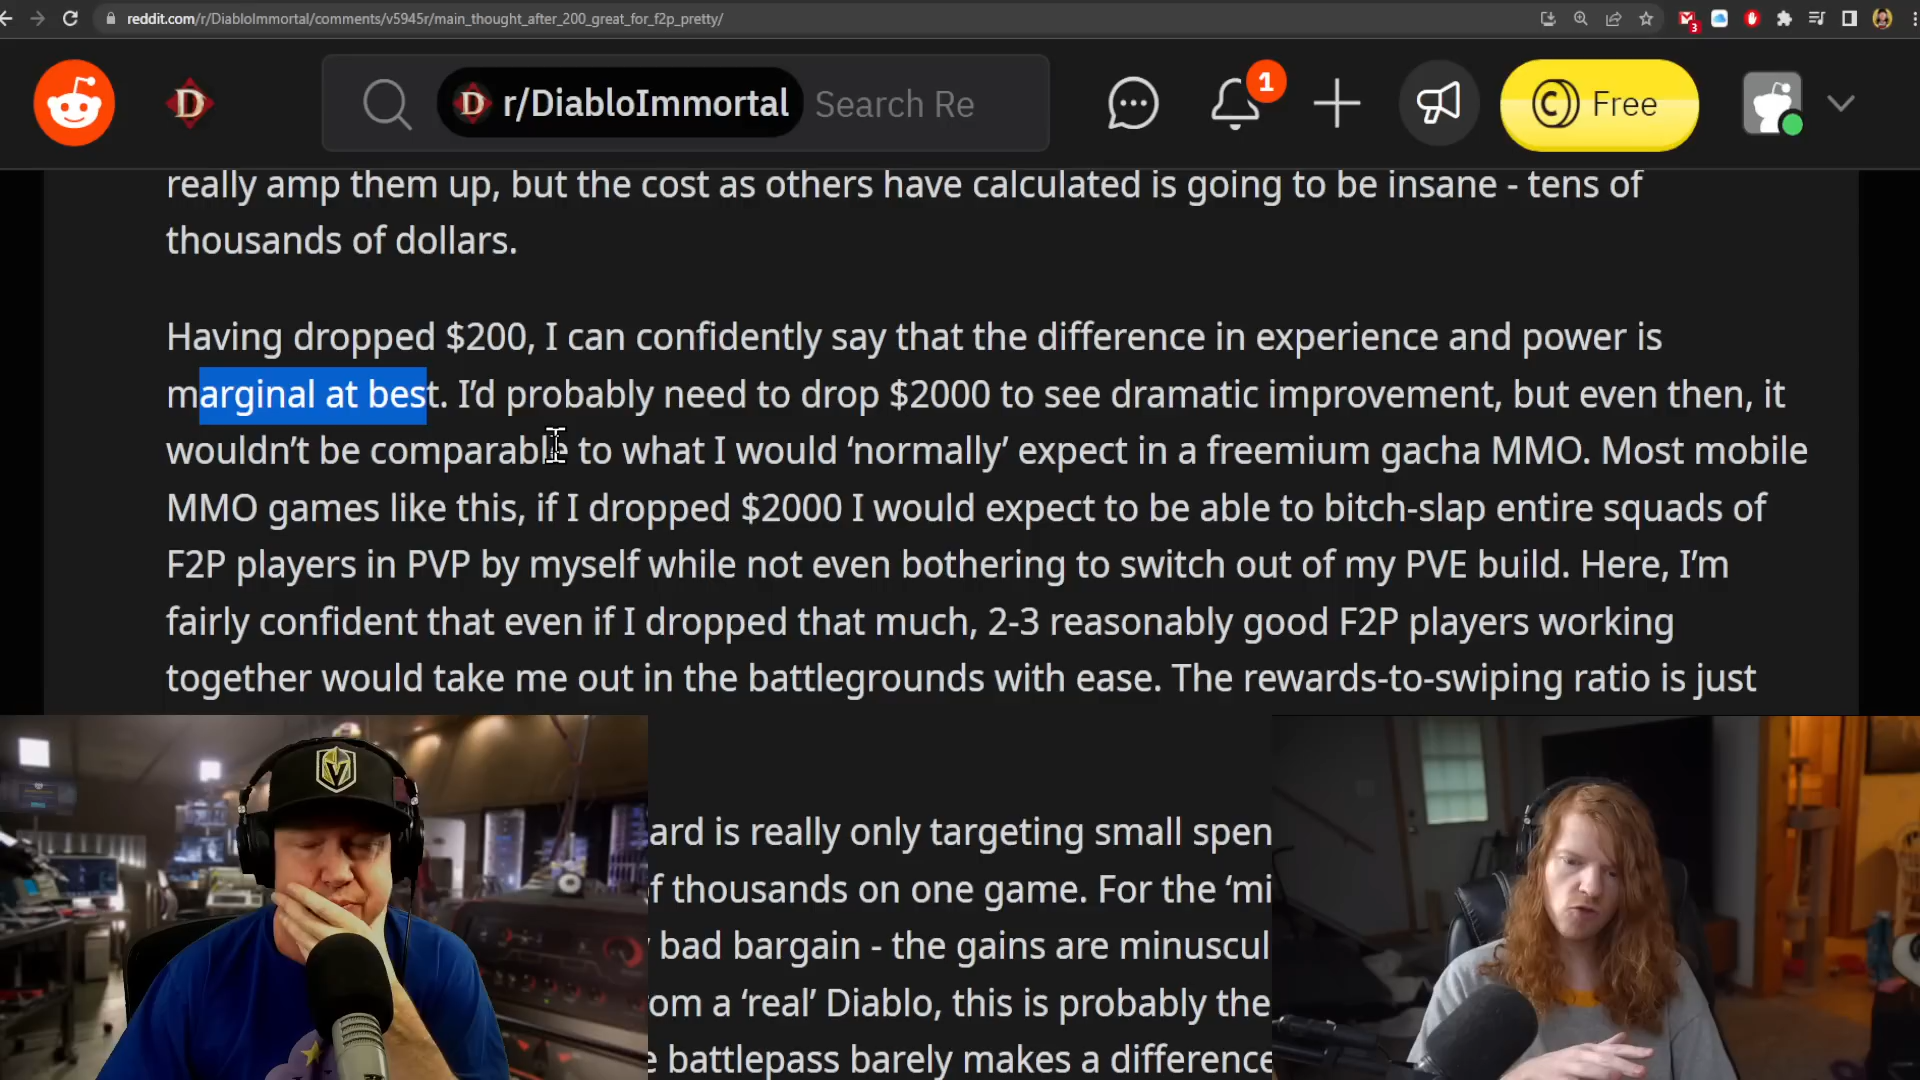 reddit.com/r/DiabloImmortal/comments/v5945r/main_thought_after_200_great_for_f2p_pretty/
3
r/DiabloImmortal Search Re
1
Free
really amp them up, but the cost as others have calculated is going to be insane - tens of
thousands of dollars.
Having dropped $200, I can confidently say that the difference in experience and power is
marginal at best. I’d probably need to drop $2000 to see dramatic improvement, but even then, it
wouldn’t be comparable to what I would ‘normally’ expect in a freemium gacha MMO. Most mobile
MMO games like this, if I dropped $2000 I would expect to be able to bitch-slap entire squads of
F2P players in PVP by myself while not even bothering to switch out of my PVE build. Here, I’m
fairly confident that even if I dropped that much, 2-3 reasonably good F2P players working
together would take me out in the battlegrounds with ease. The rewards-to-swiping ratio is just
ard is really only targeting small spen
f thousands on one game. For the ‘mi
bad bargain - the gains are minuscul
om a ‘real’ Diablo, this is probably the
e battlepass barely makes a difference